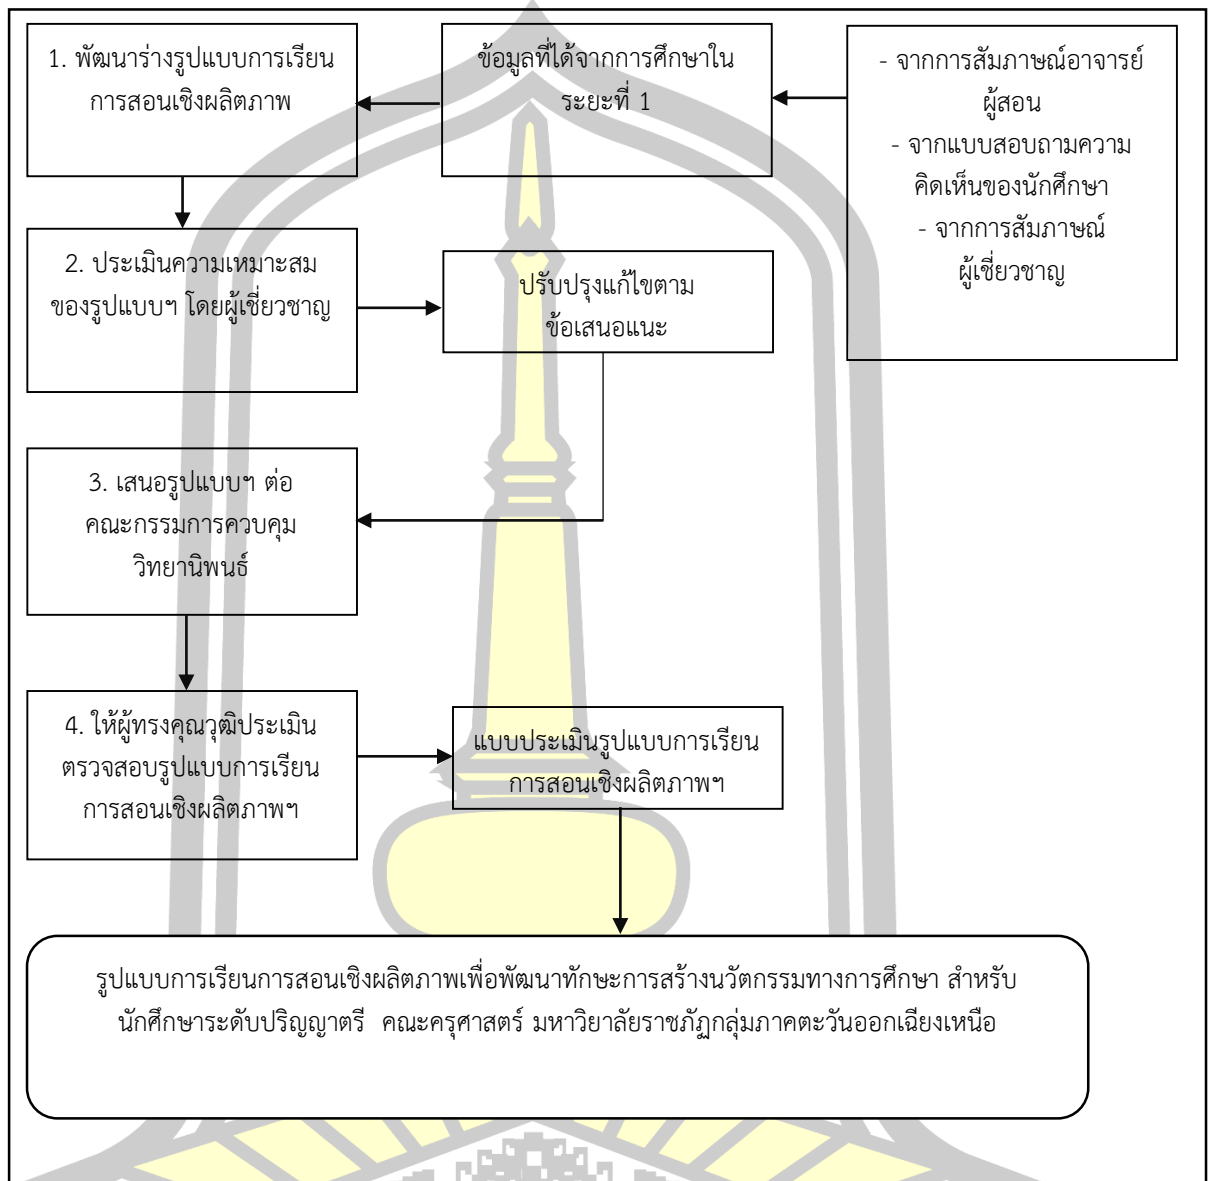 1. พัฒนาร่างรูปแบบการเรียน
การสอนเชิงผลิตภาพ
ข้อมูลที่ได้จากการศึกษาใน
ระยะที่ 1
- จากการสัมภาษณ์อาจารย์
ผู้สอน
- จากแบบสอบถามความ
คิดเห็นของนักศึกษา
- จากการสัมภาษณ์
ผู้เชี่ยวชาญ
2. ประเมินความเหมาะสม
ของรูปแบบฯ โดยผู้เชี่ยวชาญ
ปรับปรุงแก้ไขตาม
ข้อเสนอแนะ
3. เสนอรูปแบบฯ ต่อ
คณะกรรมการควบคุม
วิทยานิพนธ์
4. ให้ผู้ทรงคุณวุฒิประเมิน
ตรวจสอบรูปแบบการเรียน
การสอนเชิงผลิตภาพฯ
แบบประเมินรูปแบบการเรียน
การสอนเชิงผลิตภาพฯ
รูปแบบการเรียนการสอนเชิงผลิตภาพเพื่อพัฒนาทักษะการสร้างนวัตกรรมทางการศึกษา สำหรับ
นักศึกษาระดับปริญญาตรี คณะครุศาสตร์ มหาวิยาลัยราชภัฏกลุ่มภาคตะวันออกเฉียงเหนือ